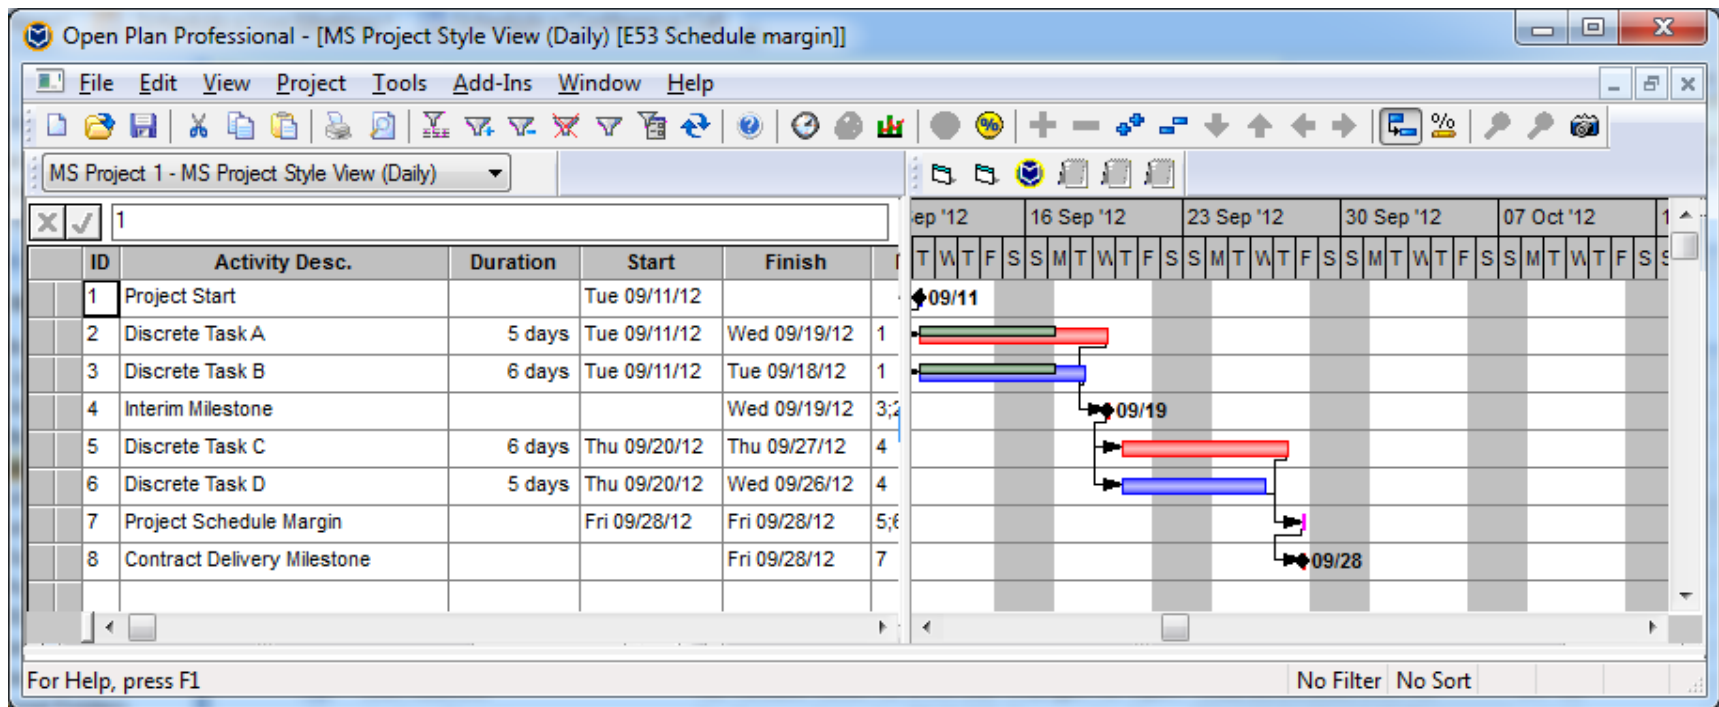 Open Plan Professional - [MS Project Style View (Daily) [E53 Schedule margin]]
File Edit View Project Tools Add-Ins Window Help
MS Project 1 - MS Project Style View (Daily)
1
ep '12 16 Sep '12 23 Sep '12 30 Sep '12 07 Oct '12 1
T W T F S S M T W T F S S M T W T F S S M T W T F S S M T W T F S S
ID Activity Desc. Duration Start Finish
1 Project Start Tue 09/11/12 09/11
2 Discrete Task A 5 days Tue 09/11/12 Wed 09/19/12 1
3 Discrete Task B 6 days Tue 09/11/12 Tue 09/18/12 1
4 Interim Milestone Wed 09/19/12 3;2 09/19
5 Discrete Task C 6 days Thu 09/20/12 Thu 09/27/12 4
6 Discrete Task D 5 days Thu 09/20/12 Wed 09/26/12 4
7 Project Schedule Margin Fri 09/28/12 Fri 09/28/12 5;6
8 Contract Delivery Milestone Fri 09/28/12 7 09/28
For Help, press F1 No Filter No Sort